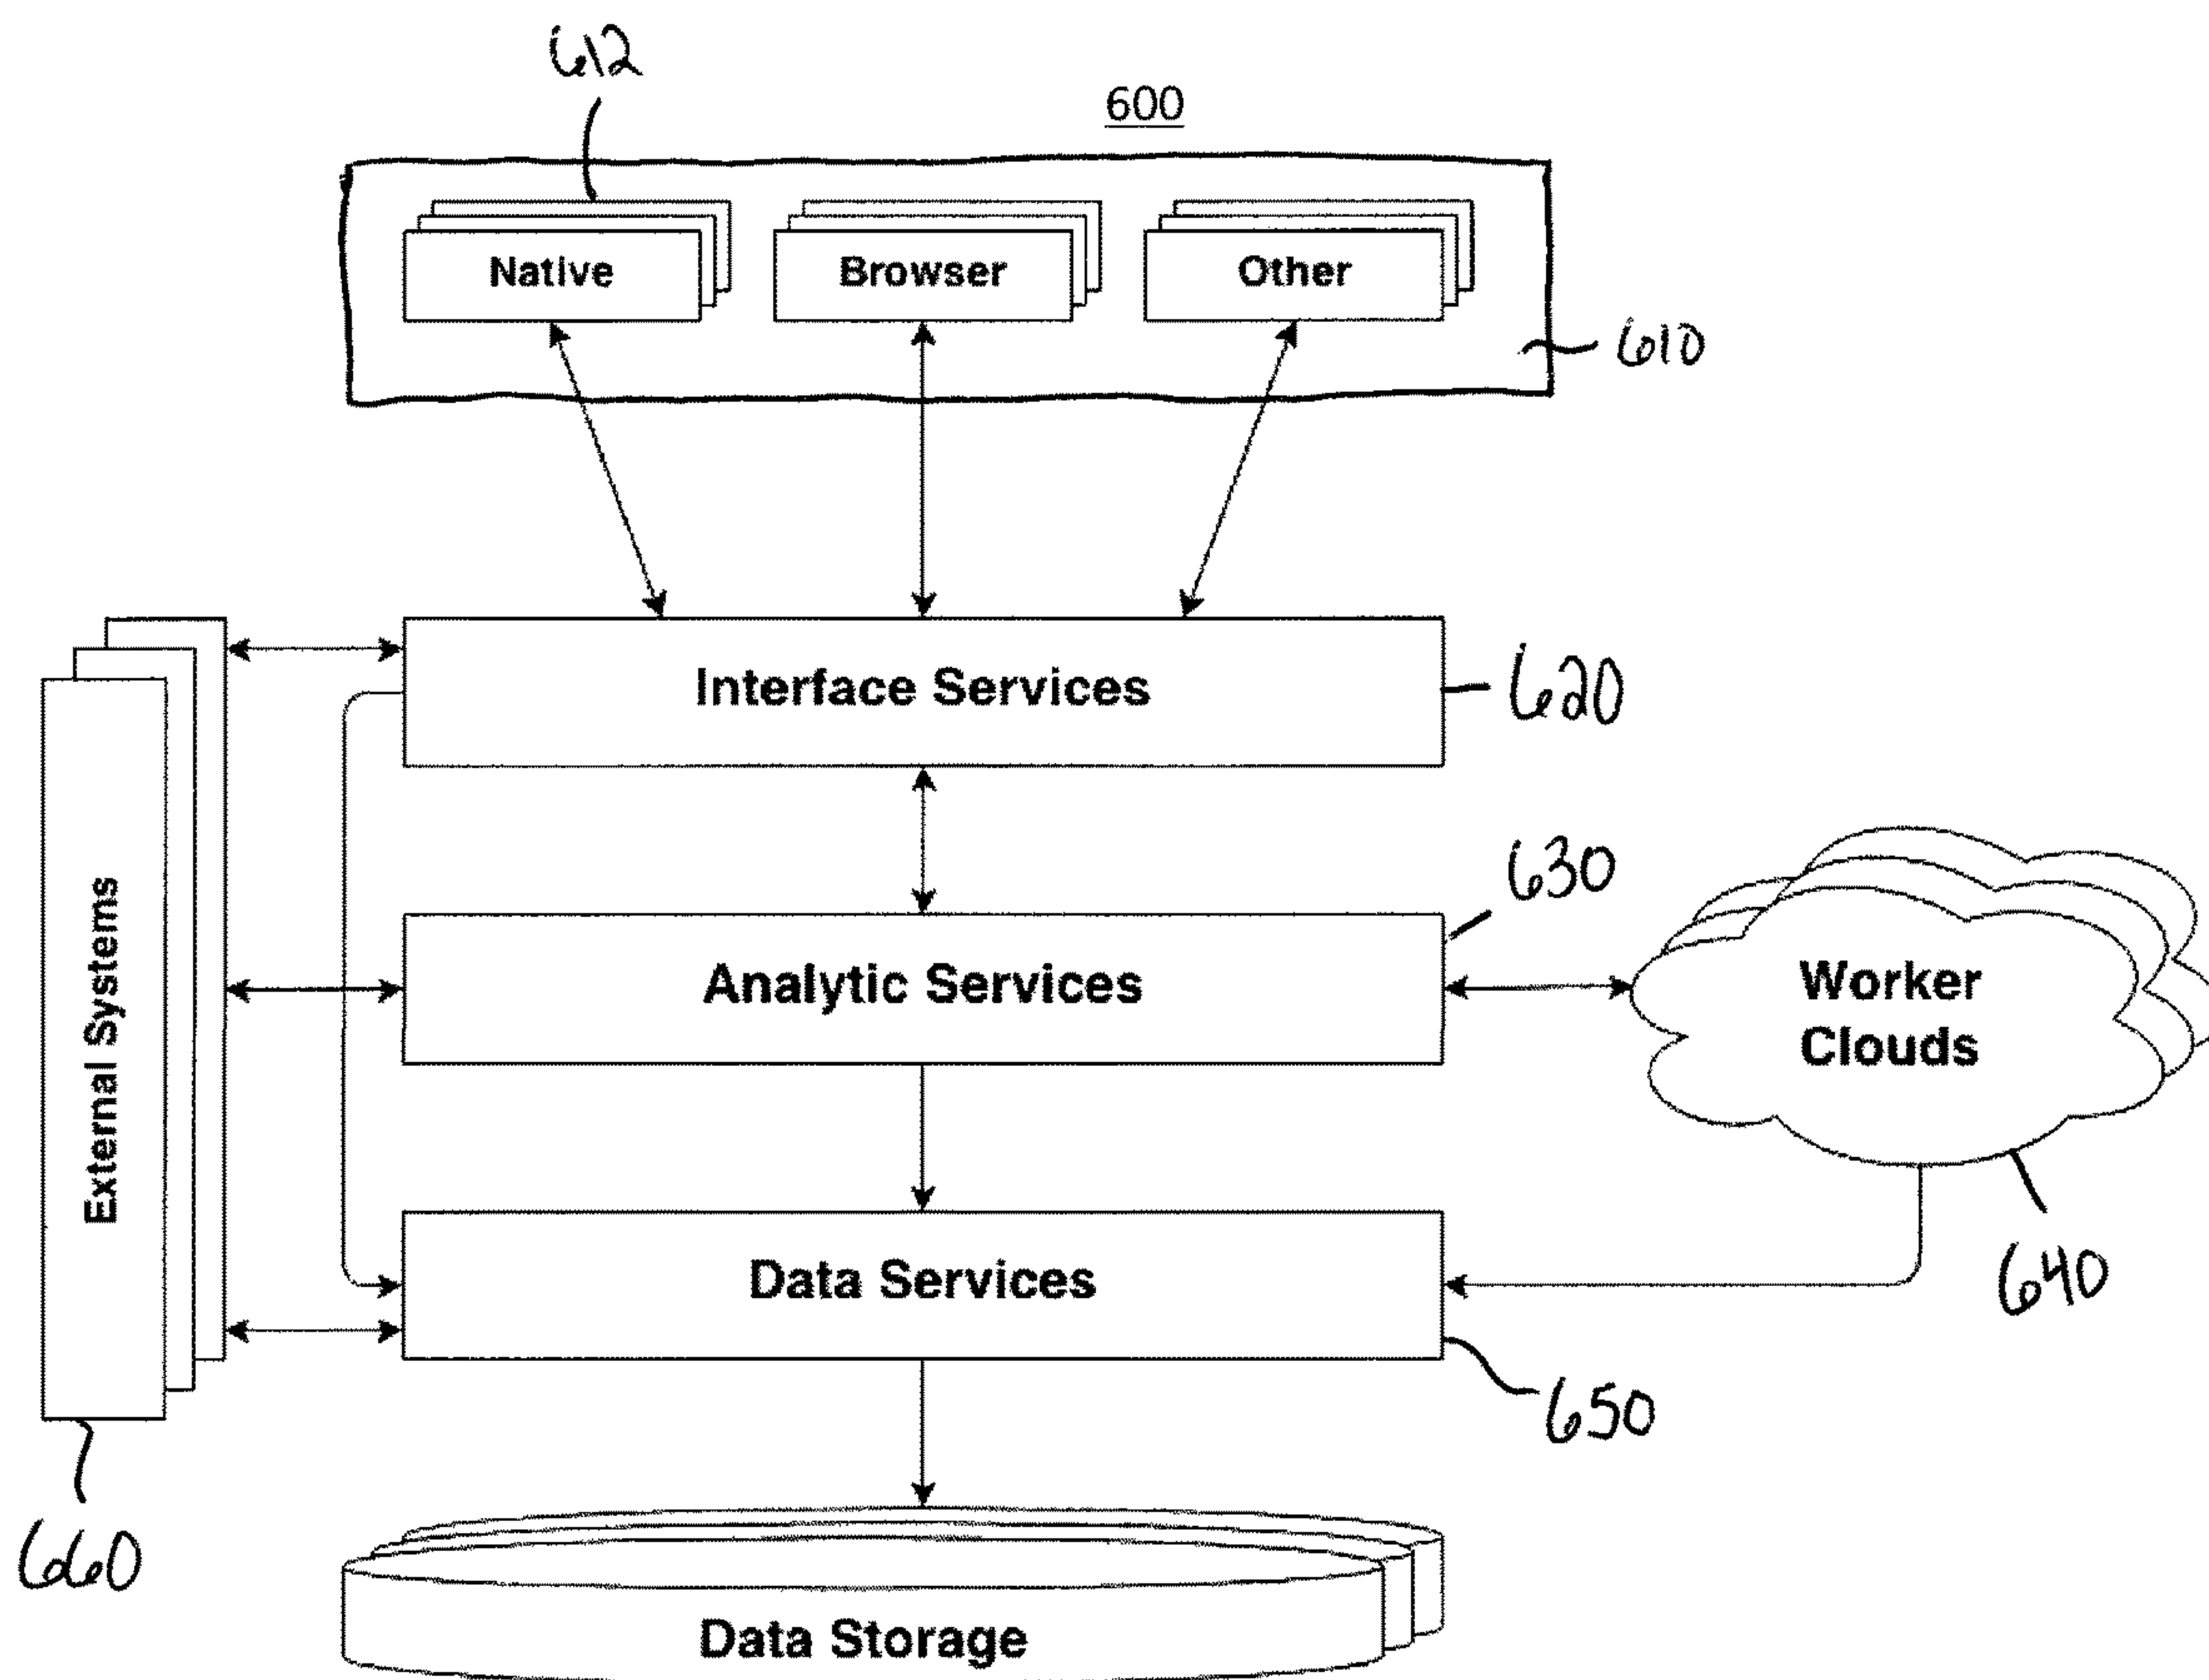 612
600
Native
Browser
Other
610
Interface Services
620
External Systems
630
Analytic Services
Worker
Clouds
Data Services
640
650
660
Data Storage